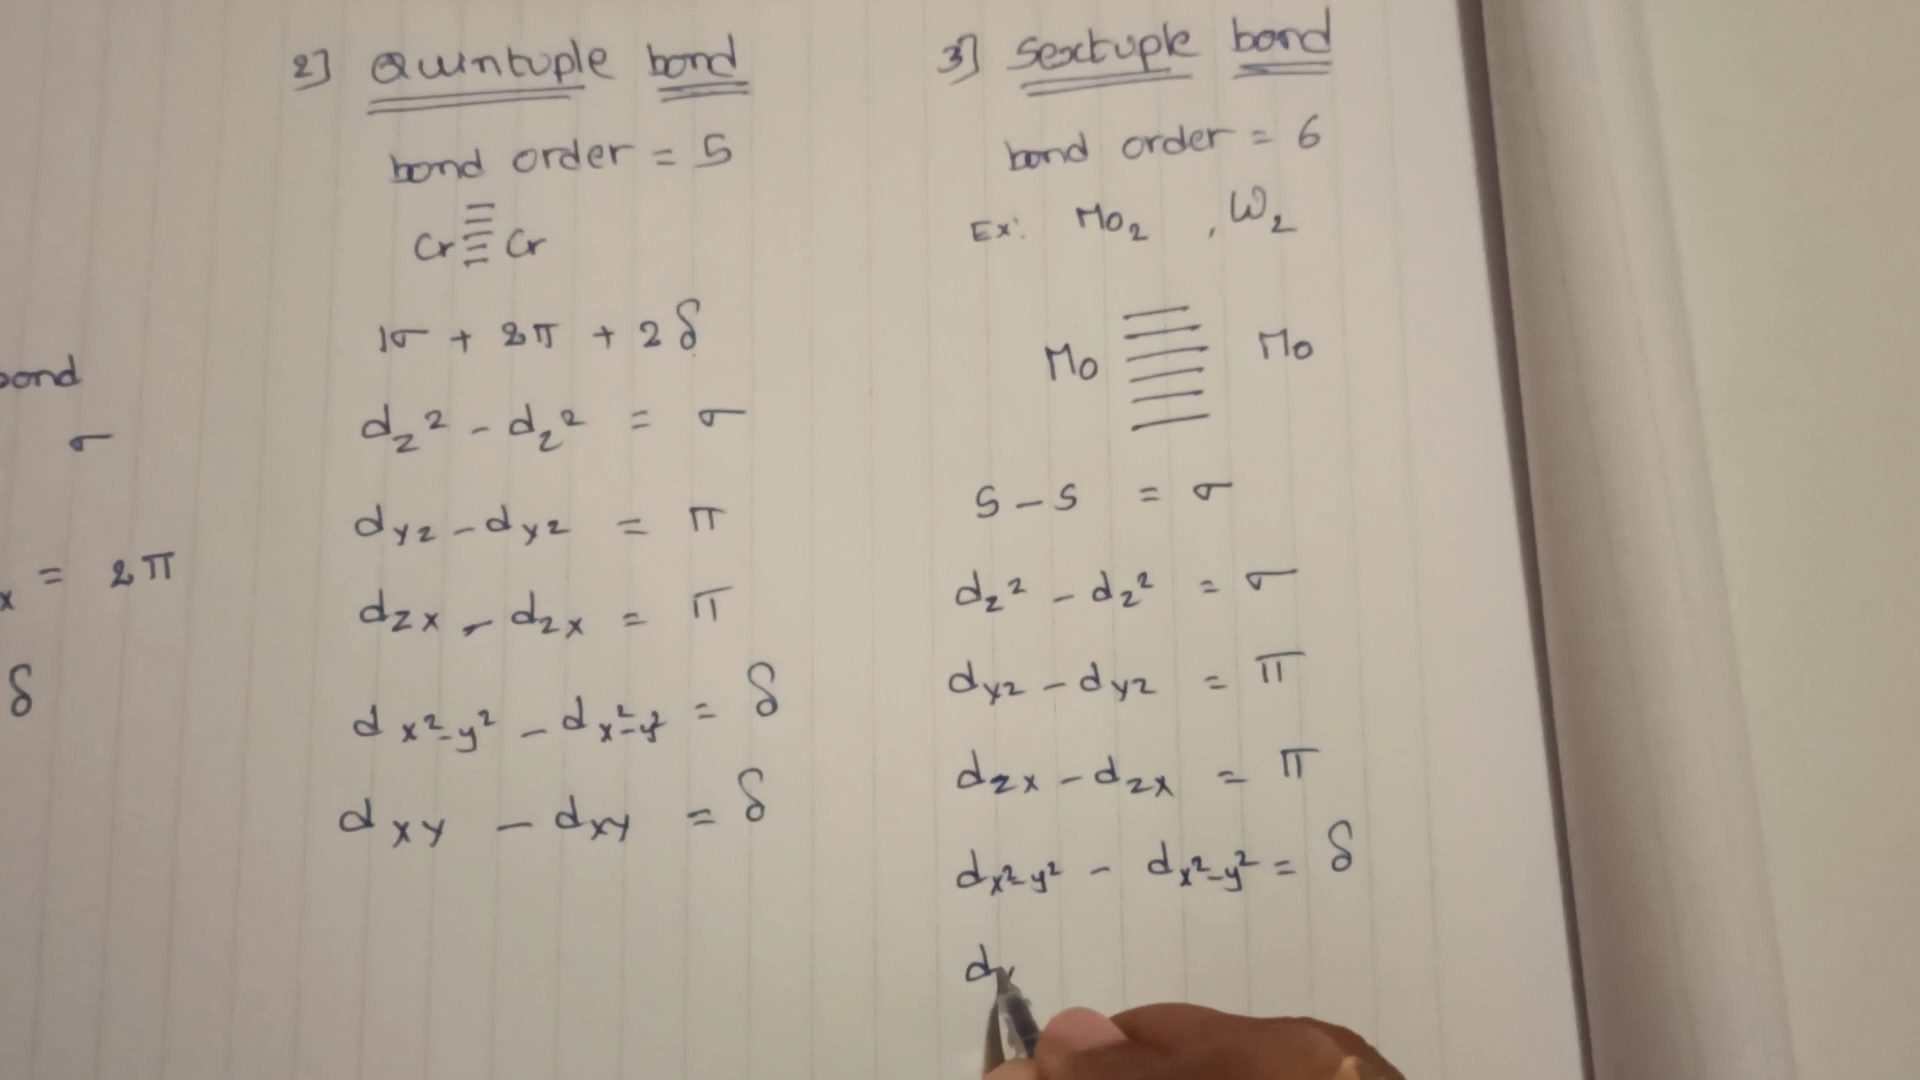 bond
σ
x = 2π
δ
2] Quintuple bond
bond order = 5
Cr ≣ Cr
1σ + 2π + 2δ
dz² - dz² = σ
dyz - dyz = π
dzx - dzx = π
dx²-y² - dx²-y² = δ
dxy - dxy = δ
3] Sextuple bond
bond order = 6
Ex: Mo₂ , W₂
Mo Mo
S - S = σ
dz² - dz² = σ
dyz - dyz = π
dzx - dzx = π
dx²-y² - dx²-y² = δ
dx